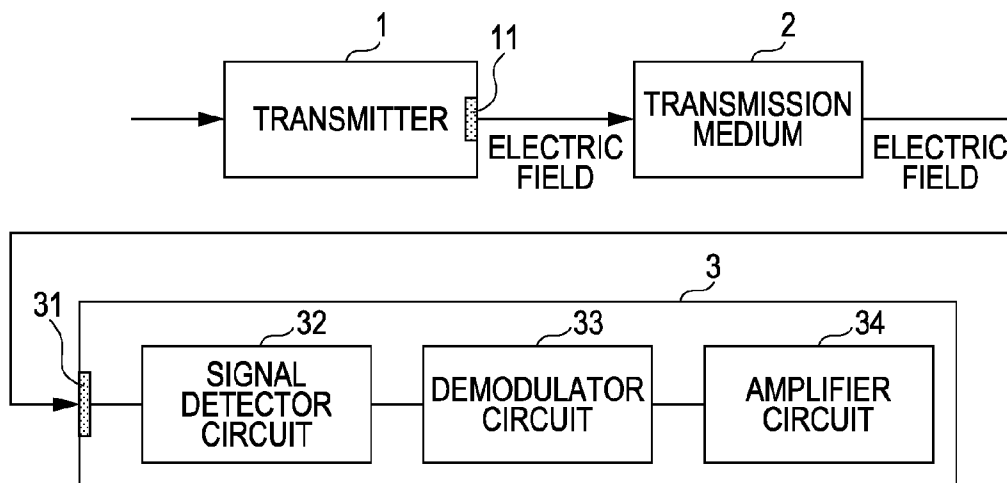 1
11
2
TRANSMITTER
TRANSMISSION
MEDIUM
ELECTRIC
FIELD
ELECTRIC
FIELD
3
31
32
33
34
SIGNAL
DETECTOR
CIRCUIT
DEMODULATOR
CIRCUIT
AMPLIFIER
CIRCUIT